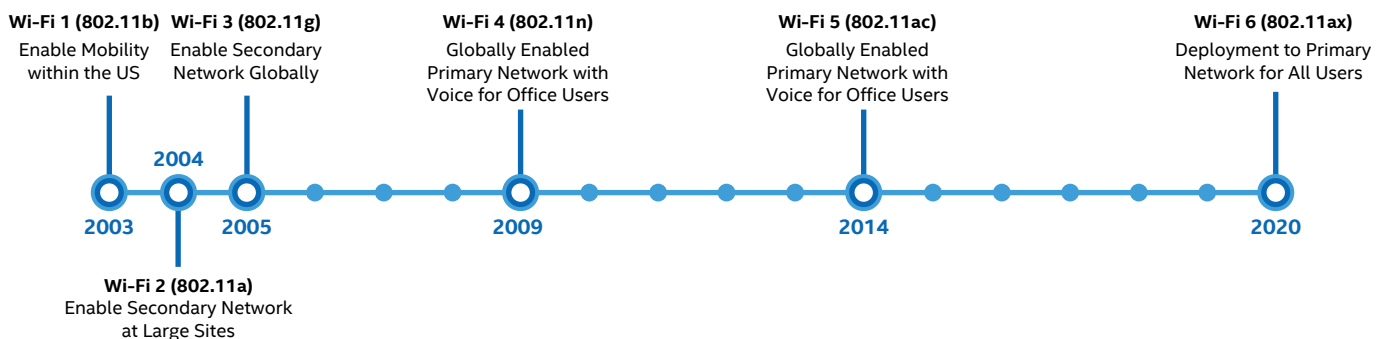 Wi-Fi 1 (802.11b)
Enable Mobility
within the US
Wi-Fi 3 (802.11g)
Enable Secondary
Network Globally
Wi-Fi 4 (802.11n)
Globally Enabled
Primary Network with
Voice for Office Users
Wi-Fi 5 (802.11ac)
Globally Enabled
Primary Network with
Voice for Office Users
Wi-Fi 6 (802.11ax)
Deployment to Primary
Network for All Users
2004
2003
2005
2009
2014
2020
Wi-Fi 2 (802.11a)
Enable Secondary Network
at Large Sites